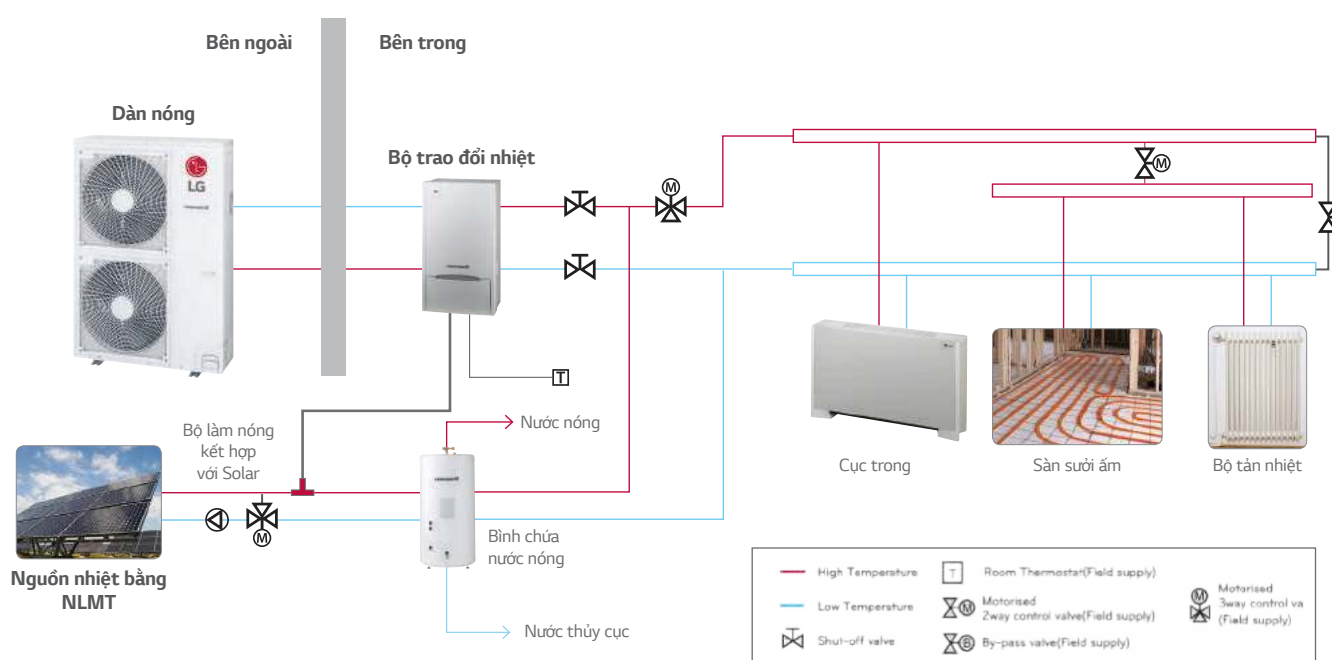 Bên ngoài
Bên trong
Dàn nóng
LG
Bộ trao đổi nhiệt
M
M
T
Bộ làm nóng
kết hợp
với Solar
Nước nóng
Cục trong
Sàn sưởi ấm
Bộ tản nhiệt
M
Bình chứa
nước nóng
Nguồn nhiệt bằng
NLMT
Nước thủy cục
High Temperature
T
Room Thermostat(Field supply)
Low Temperature
M
Motorised
2way control valve(Field supply)
Shut-off valve
B
By-pass valve(Field supply)
M
Motorised
3way control va
(Field supply)